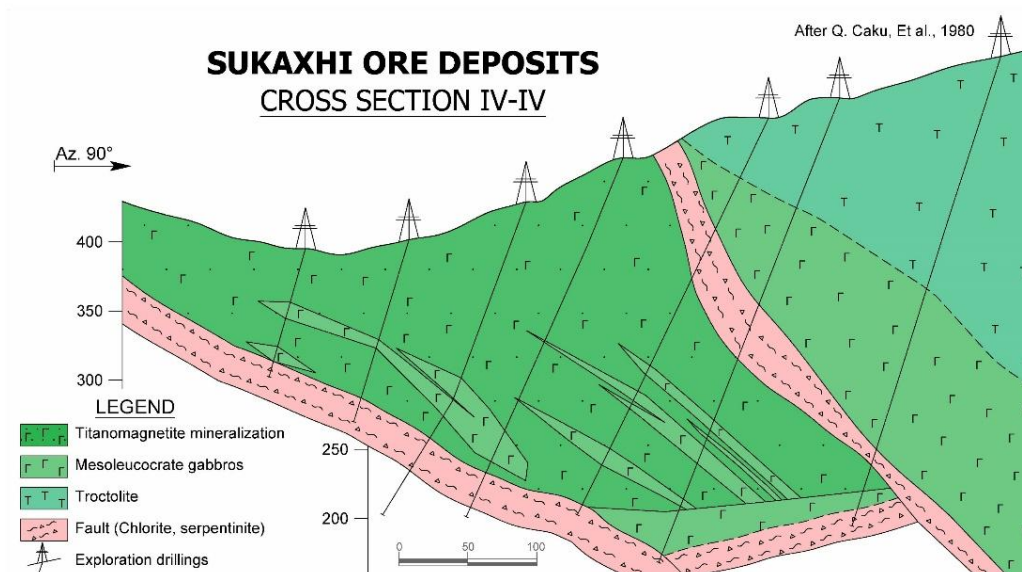 After Q. Caku, Et al., 1980
SUKAXHI ORE DEPOSITS
CROSS SECTION IV-IV
Az. 90°
400
350
300
250
200
LEGEND
Titanomagnetite mineralization
Mesoleucocrate gabbros
Troctolite
Fault (Chlorite, serpentinite)
Exploration drillings
0 50 100